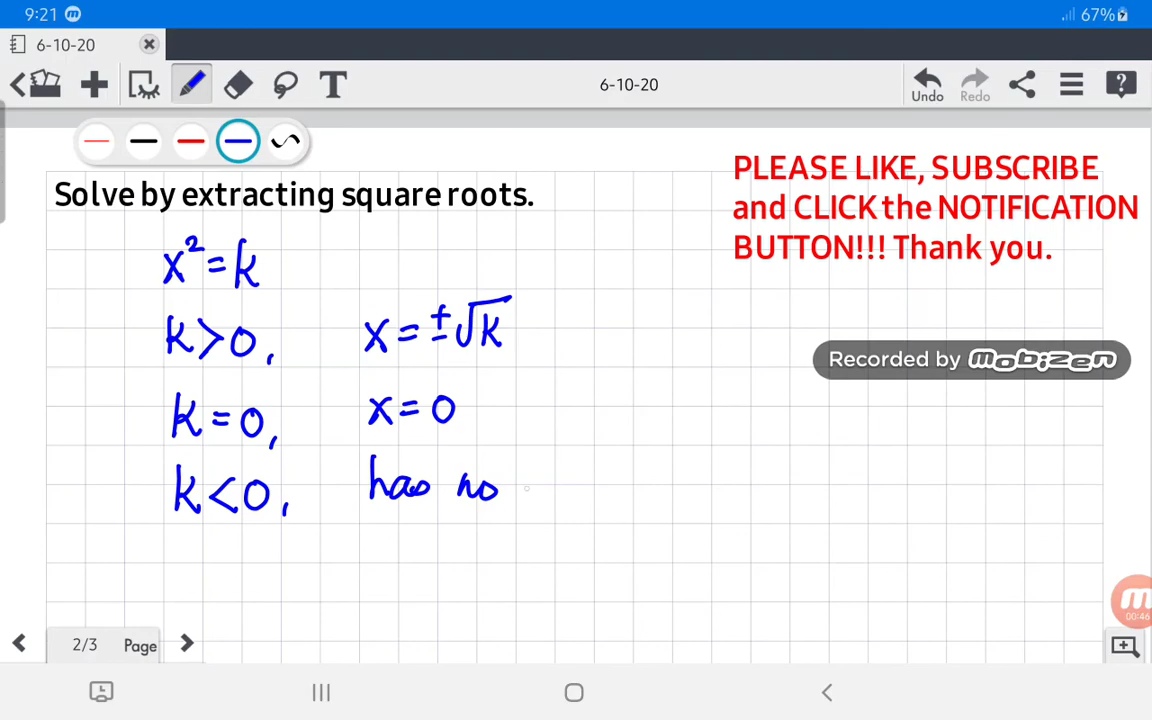 9:21 m 67%
6-10-20
T 6-10-20 Undo Redo ?
Solve by extracting square roots.
PLEASE LIKE, SUBSCRIBE
and CLICK the NOTIFICATION
BUTTON!!! Thank you.
x² = k
k > 0, x = ±√k
Recorded by mobizen
k = 0, x = 0
k < 0, has no
m
00:46
2/3 Page